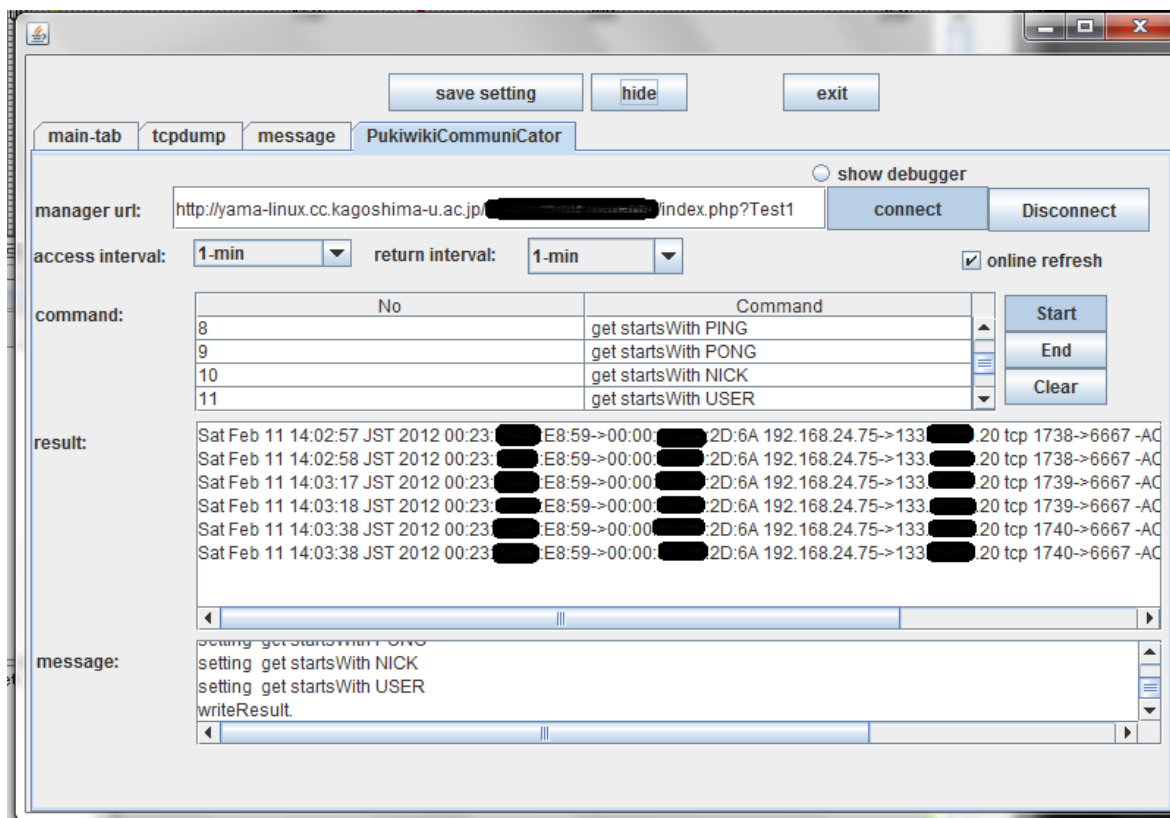 save setting hide exit
main-tab tcpdump message PukiwikiCommuniCator
show debugger
manager url: http://yama-linux.cc.kagoshima-u.ac.jp/ /index.php?Test1 connect Disconnect
access interval: 1-min return interval: 1-min online refresh
command: No Command Start
8 get startsWith PING
9 get startsWith PONG End
10 get startsWith NICK
11 get startsWith USER Clear
result: Sat Feb 11 14:02:57 JST 2012 00:23: :E8:59->00:00: :2D:6A 192.168.24.75->133. .20 tcp 1738->6667 -AC
Sat Feb 11 14:02:58 JST 2012 00:23: :E8:59->00:00: :2D:6A 192.168.24.75->133. .20 tcp 1738->6667 -AC
Sat Feb 11 14:03:17 JST 2012 00:23: :E8:59->00:00: :2D:6A 192.168.24.75->133. .20 tcp 1739->6667 -AC
Sat Feb 11 14:03:18 JST 2012 00:23: :E8:59->00:00: :2D:6A 192.168.24.75->133. .20 tcp 1739->6667 -AC
Sat Feb 11 14:03:38 JST 2012 00:23: :E8:59->00:00 :2D:6A 192.168.24.75->133. .20 tcp 1740->6667 -AC
Sat Feb 11 14:03:38 JST 2012 00:23: :E8:59->00:00: :2D:6A 192.168.24.75->133. .20 tcp 1740->6667 -AC
setting get startsWith PONG
message: setting get startsWith NICK
setting get startsWith USER
writeResult.